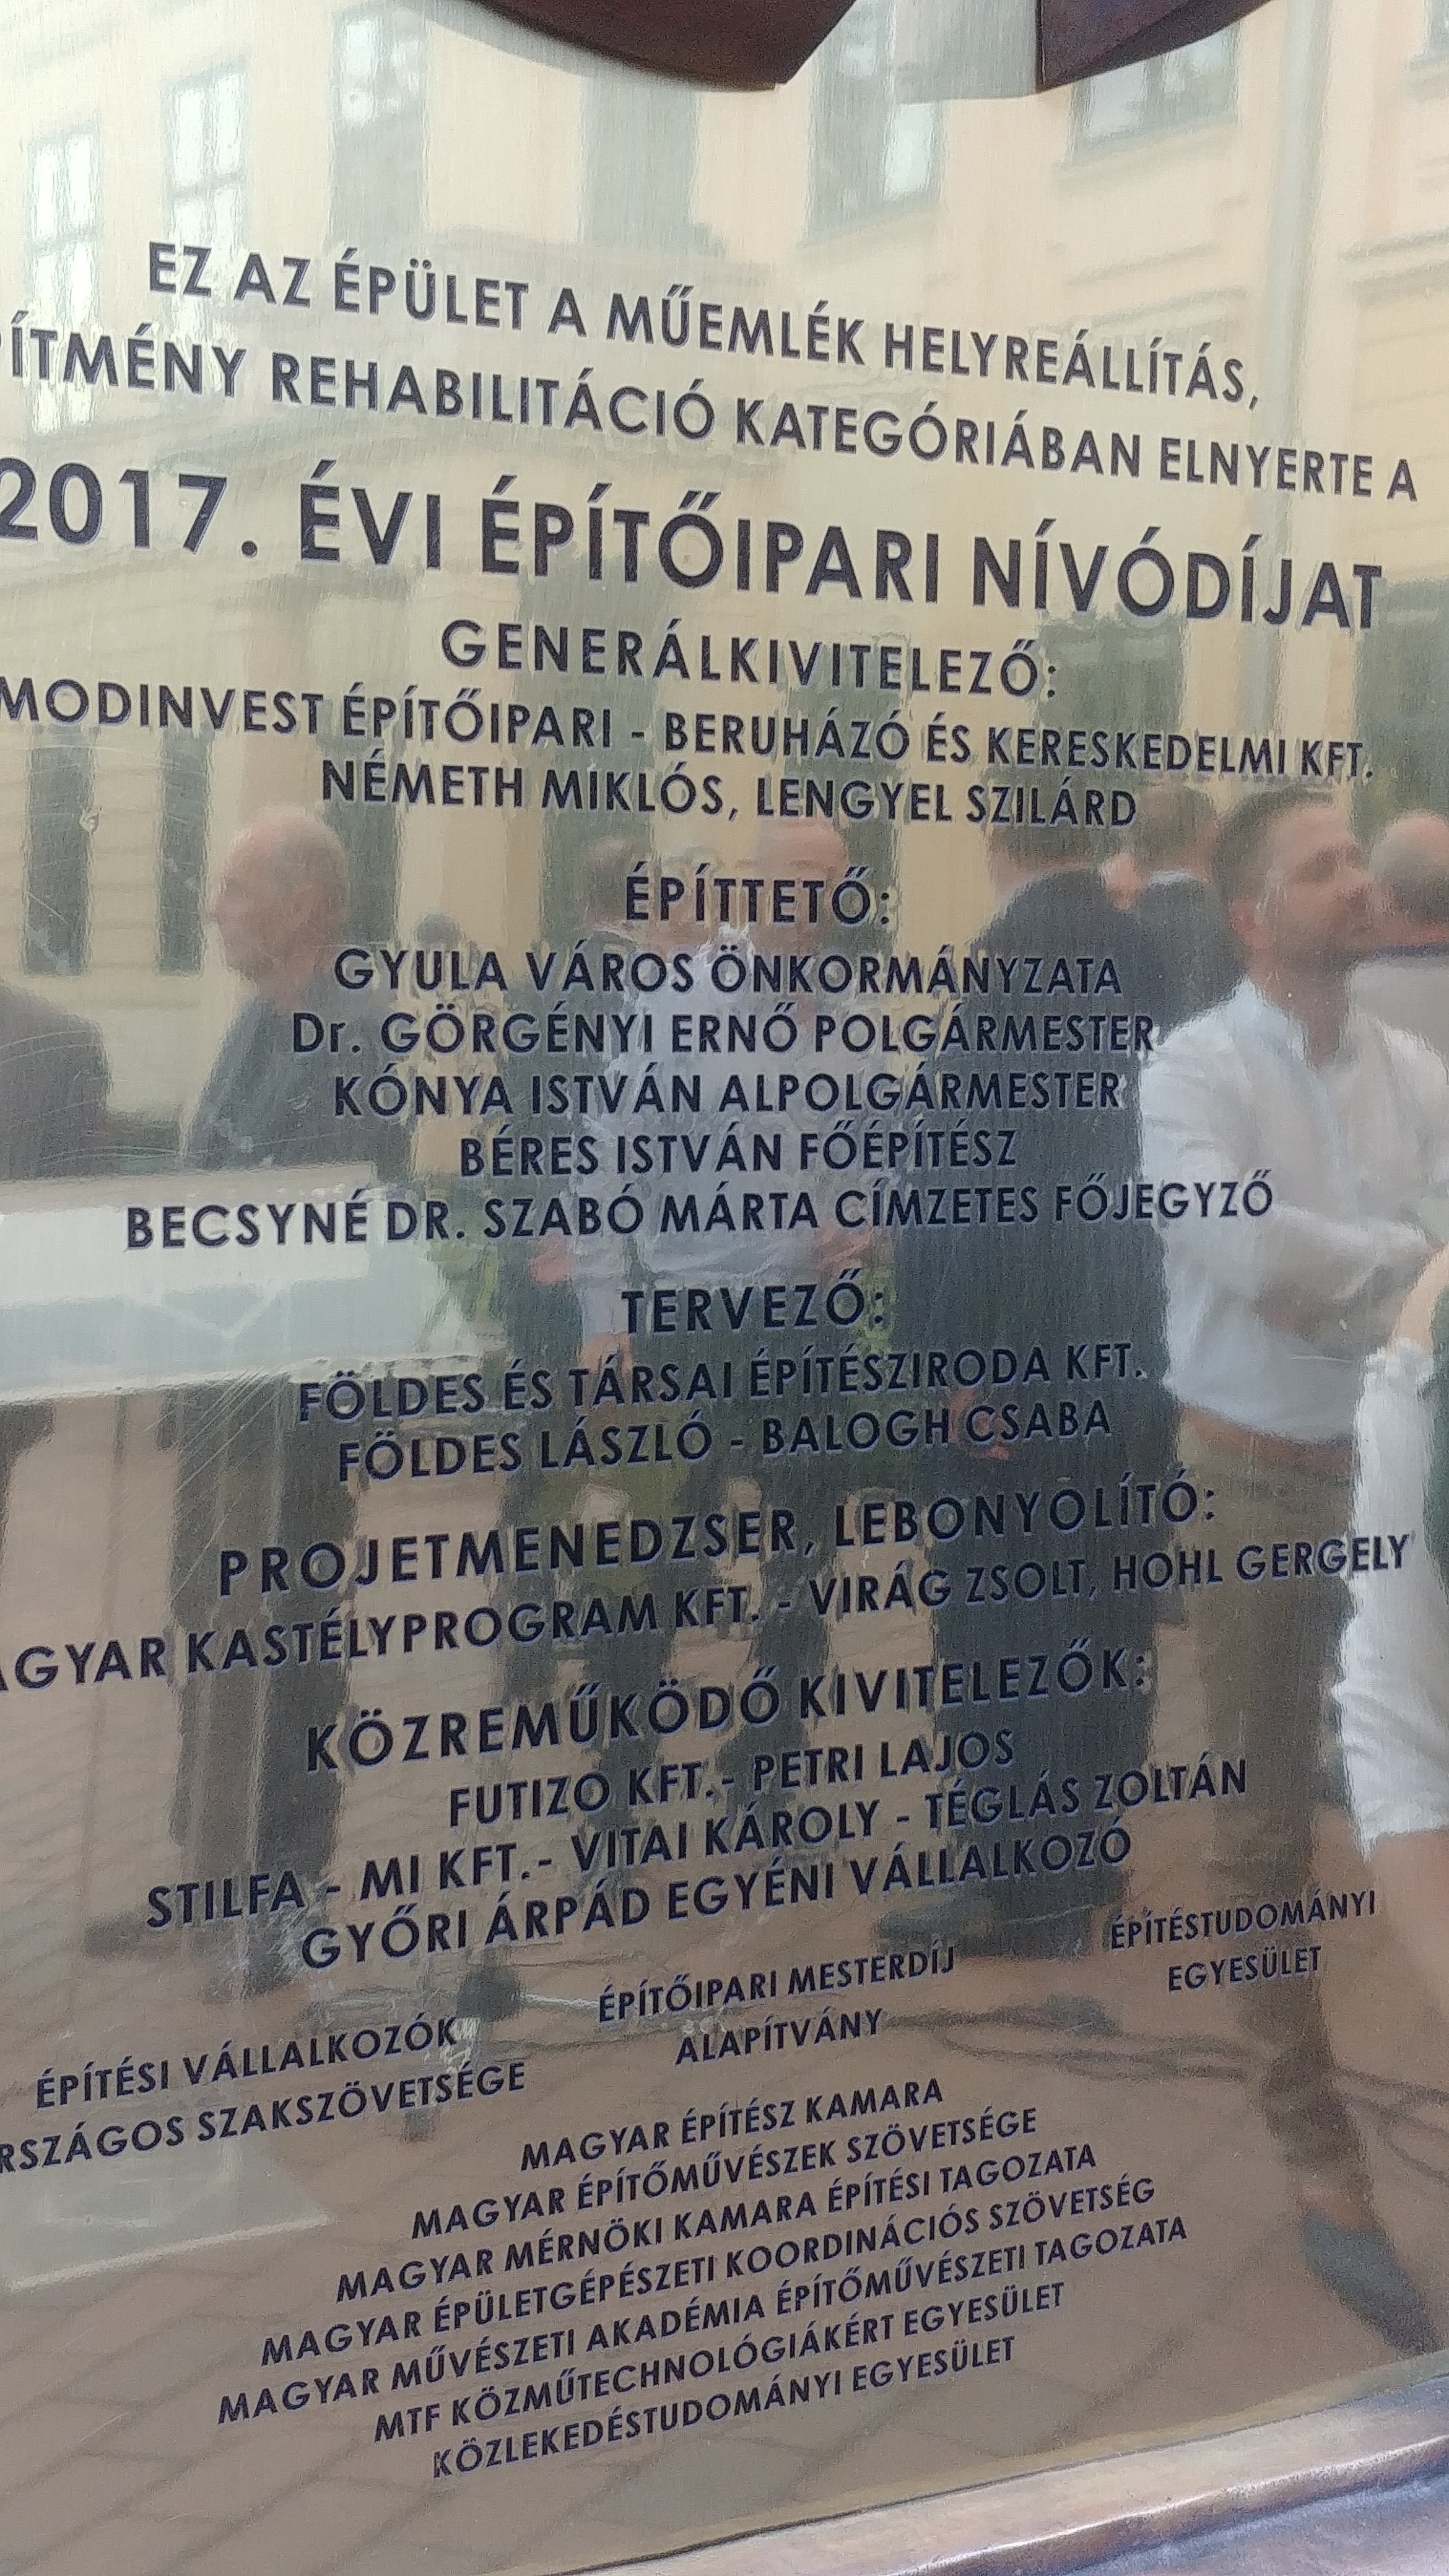 EZ AZ ÉPÜLET A MŰEMLÉK HELYREÁLLÍTÁS,
PÍTMÉNY REHABILITÁCIÓ KATEGÓRIÁBAN ELNYERTE A
2017. ÉVI ÉPÍTŐIPARI NÍVÓDÍJAT
GENERÁLKIVITELEZŐ:
MODINVEST ÉPÍTŐIPARI - BERUHÁZÓ ÉS KERESKEDELMI KFT.
NÉMETH MIKLÓS, LENGYEL SZILÁRD
ÉPÍTTETŐ:
GYULA VÁROS ÖNKORMÁNYZATA
Dr. GÖRGÉNYI ERNŐ POLGÁRMESTER
KÓNYA ISTVÁN ALPOLGÁRMESTER
BÉRES ISTVÁN FŐÉPÍTÉSZ
BECSYNÉ DR. SZABÓ MÁRTA CÍMZETES FŐJEGYZŐ
TERVEZŐ:
FÖLDES ÉS TÁRSAI ÉPÍTÉSZIRODA KFT.
FÖLDES LÁSZLÓ - BALOGH CSABA
PROJETMENEDZSER, LEBONYOLÍTÓ:
AGYAR KASTÉLYPROGRAM KFT. - VIRÁG ZSOLT, HOHL GERGELY
KÖZREMŰKÖDŐ KIVITELEZŐK:
FUTIZO KFT.- PETRI LAJOS
STILFA - MI KFT.- VITAI KÁROLY - TÉGLÁS ZOLTÁN
GYŐRI ÁRPÁD EGYÉNI VÁLLALKOZÓ
ÉPÍTÉSI VÁLLALKOZÓK
RSZÁGOS SZAKSZÖVETSÉGE
ÉPÍTŐIPARI MESTERDÍJ
ALAPÍTVÁNY
ÉPÍTÉSTUDOMÁNYI
EGYESÜLET
MAGYAR ÉPÍTÉSZ KAMARA
MAGYAR ÉPÍTŐMŰVÉSZEK SZÖVETSÉGE
MAGYAR MÉRNÖKI KAMARA ÉPÍTÉSI TAGOZATA
MAGYAR ÉPÜLETGÉPÉSZETI KOORDINÁCIÓS SZÖVETSÉG
MAGYAR MŰVÉSZETI AKADÉMIA ÉPÍTŐMŰVÉSZETI TAGOZATA
MTF KÖZMŰTECHNOLÓGIÁKÉRT EGYESÜLET
KÖZLEKEDÉSTUDOMÁNYI EGYESÜLET